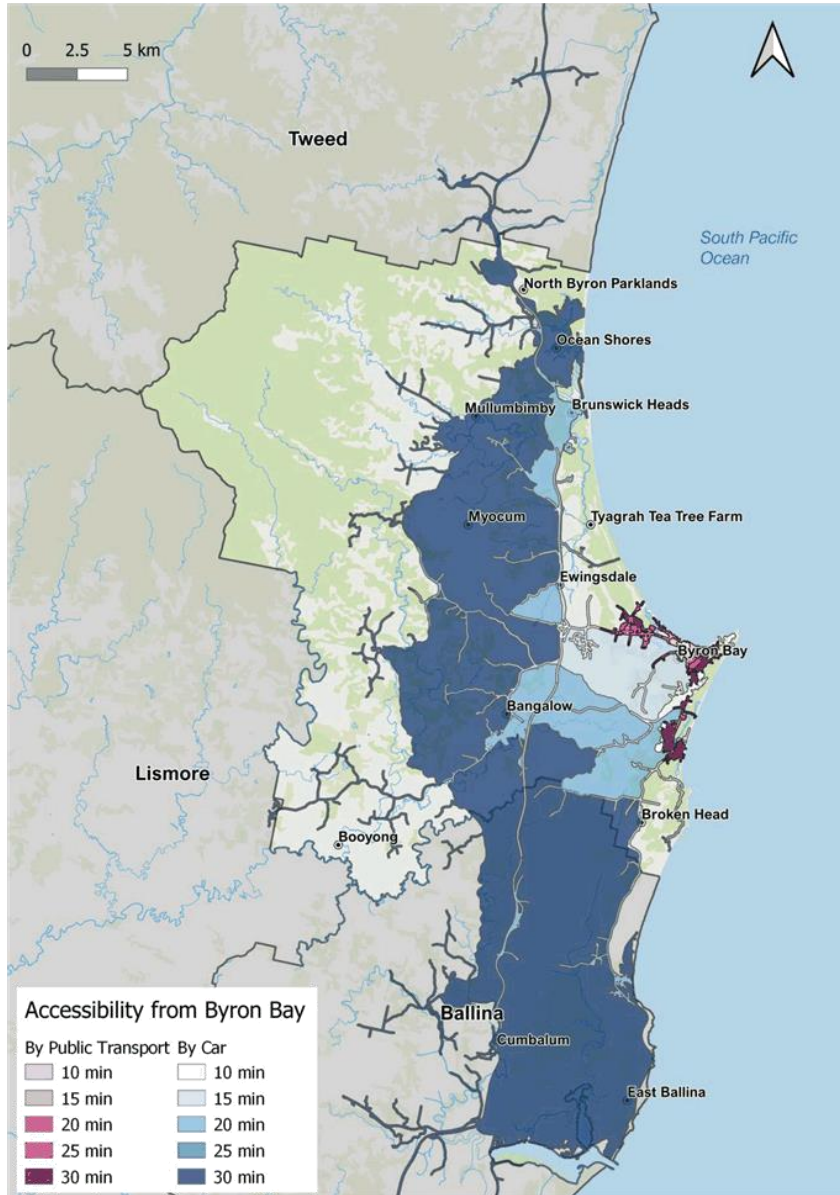 0 2.5 5 km
Tweed
South Pacific
Ocean
North Byron Parklands
Ocean Shores
Mullumbimby
Brunswick Heads
Myocum
Tyagrah Tea Tree Farm
Ewingsdale
Byron Bay
Bangalow
Lismore
Broken Head
Booyong
Ballina
Cumbalum
East Ballina
Accessibility from Byron Bay
By Public Transport By Car
10 min 10 min
15 min 15 min
20 min 20 min
25 min 25 min
30 min 30 min